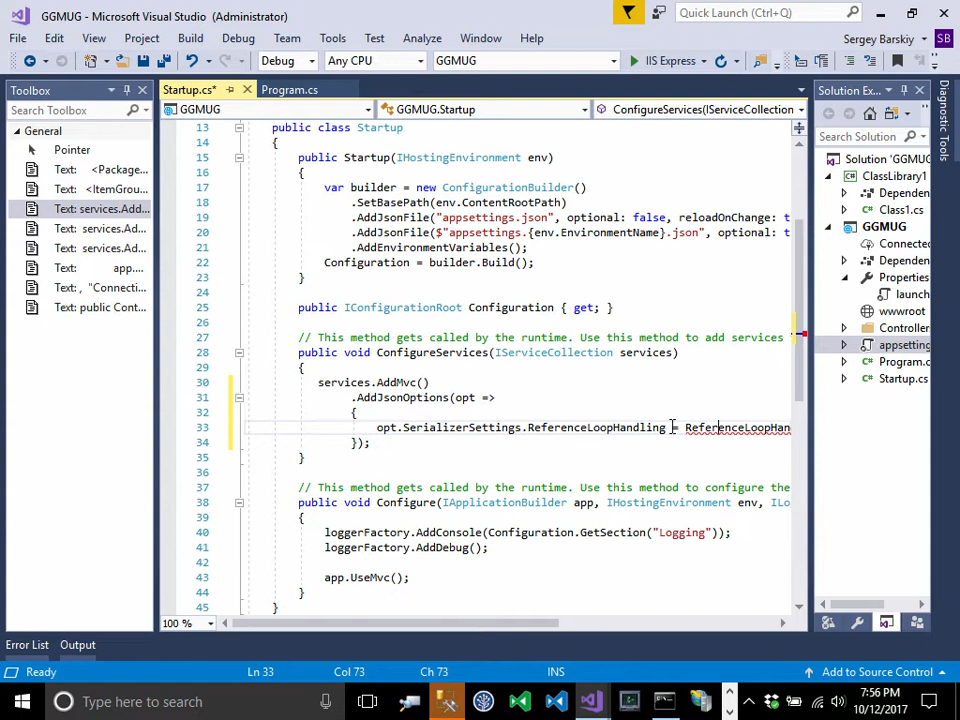 GGMUG - Microsoft Visual Studio (Administrator)
Quick Launch (Ctrl+Q)
File Edit View Project Build Debug Team Tools Test Analyze Window Help
Sergey Barskiy
SB
Debug Any CPU GGMUG IIS Express
Toolbox
Search Toolbox
General
Pointer
Text: <Package...
Text: <ItemGrou...
Text: services.Add...
Text: services.Ad...
Text: services.Ad...
Text: app....
Text: , "Connecti...
Text: public Cont...
Startup.cs* Program.cs
GGMUG GGMUG.Startup ConfigureServices(IServiceCollection
13 public class Startup
14 {
15 public Startup(IHostingEnvironment env)
16 {
17 var builder = new ConfigurationBuilder()
18 .SetBasePath(env.ContentRootPath)
19 .AddJsonFile("appsettings.json", optional: false, reloadOnChange: t
20 .AddJsonFile($"appsettings.{env.EnvironmentName}.json", optional: t
21 .AddEnvironmentVariables();
22 Configuration = builder.Build();
23 }
24
25 public IConfigurationRoot Configuration { get; }
26
27 // This method gets called by the runtime. Use this method to add services
28 public void ConfigureServices(IServiceCollection services)
29 {
30 services.AddMvc()
31 .AddJsonOptions(opt =>
32 {
33 opt.SerializerSettings.ReferenceLoopHandling = ReferenceLoopHan
34 });
35 }
36
37 // This method gets called by the runtime. Use this method to configure the
38 public void Configure(IApplicationBuilder app, IHostingEnvironment env, ILo
39 {
40 loggerFactory.AddConsole(Configuration.GetSection("Logging"));
41 loggerFactory.AddDebug();
42
43 app.UseMvc();
44 }
45 }
100 %
Solution Ex...
Search Solution
Solution 'GGM
ClassLibrary1
Dependen
Class1.cs
GGMUG
Connected
Dependen
Properties
launch
wwwroot
Controller
appsetting
Program.c
Startup.cs
Diagnostic Tools
Error List Output
Ready Ln 33 Col 73 Ch 73 INS Add to Source Control
Type here to search
7:56 PM
10/12/2017